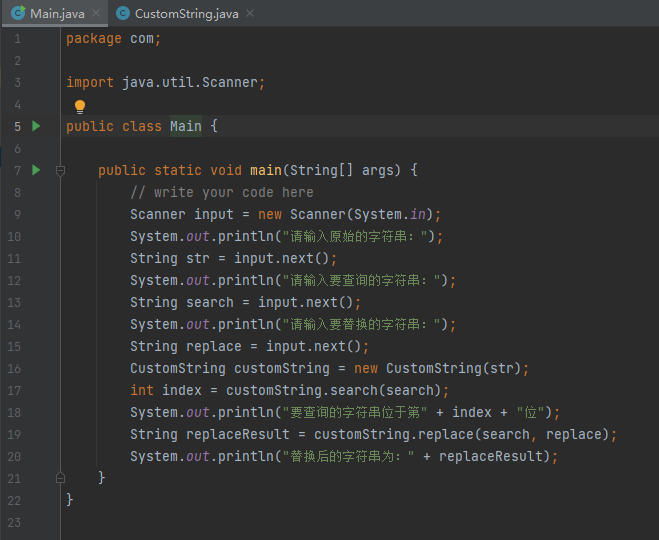 Main.java CustomString.java
1 package com;
2
3 import java.util.Scanner;
4
5 public class Main {
6
7 public static void main(String[] args) {
8 // write your code here
9 Scanner input = new Scanner(System.in);
10 System.out.println("请输入原始的字符串：");
11 String str = input.next();
12 System.out.println("请输入要查询的字符串：");
13 String search = input.next();
14 System.out.println("请输入要替换的字符串：");
15 String replace = input.next();
16 CustomString customString = new CustomString(str);
17 int index = customString.search(search);
18 System.out.println("要查询的字符串位于第" + index + "位");
19 String replaceResult = customString.replace(search, replace);
20 System.out.println("替换后的字符串为：" + replaceResult);
21 }
22 }
23